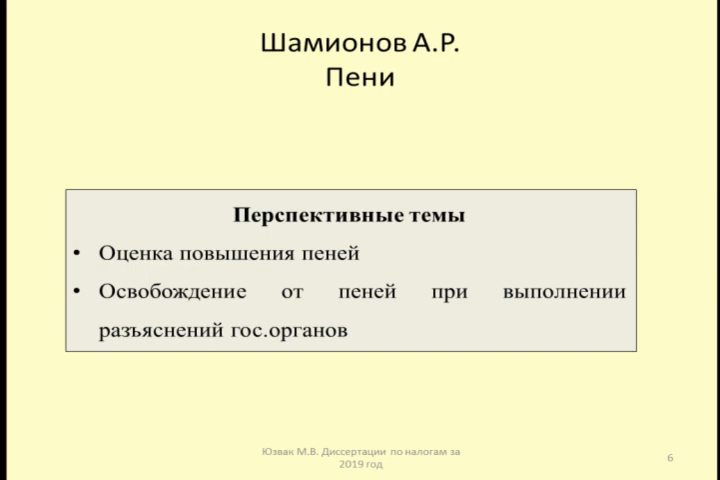 Шамионов А.Р.
Пени
Перспективные темы
• Оценка повышения пеней
• Освобождение от пеней при выполнении
разъяснений гос.органов
Юзвак М.В. Диссертации по налогам за
2019 год
6